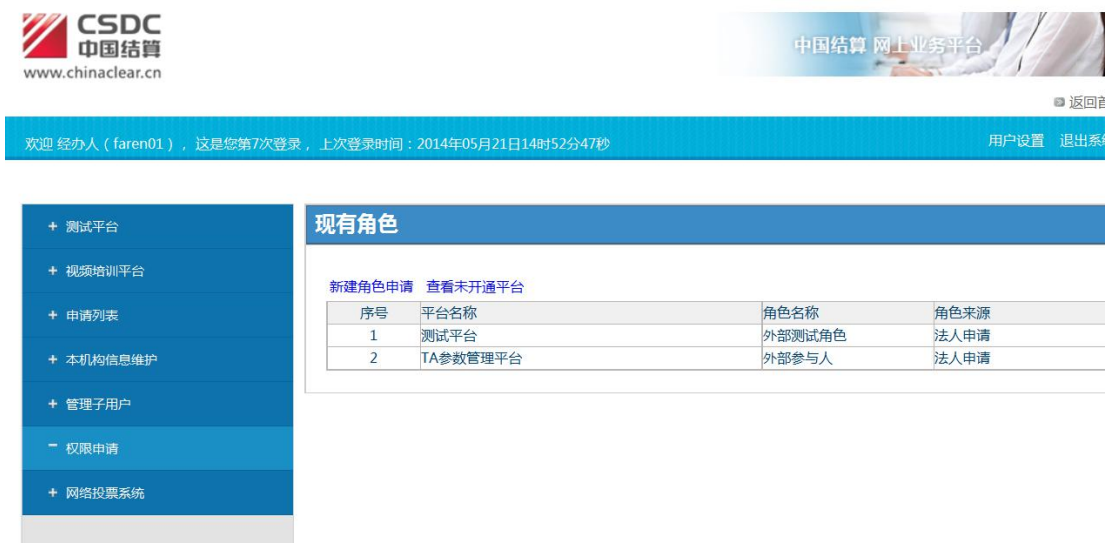 CSDC
中国结算
www.chinaclear.cn
中国结算 网上业务平台
返回
欢迎 经办人 ( faren01 ) ，这是您第7次登录 ，上次登录时间 : 2014年05月21日14时52分47秒
用户设置 退出系
+ 测试平台
+ 视频培训平台
+ 申请列表
+ 本机构信息维护
+ 管理子用户
− 权限申请
+ 网络投票系统
现有角色
新建角色申请 查看未开通平台
序号 平台名称 角色名称 角色来源
1 测试平台 外部测试角色 法人申请
2 TA参数管理平台 外部参与人 法人申请